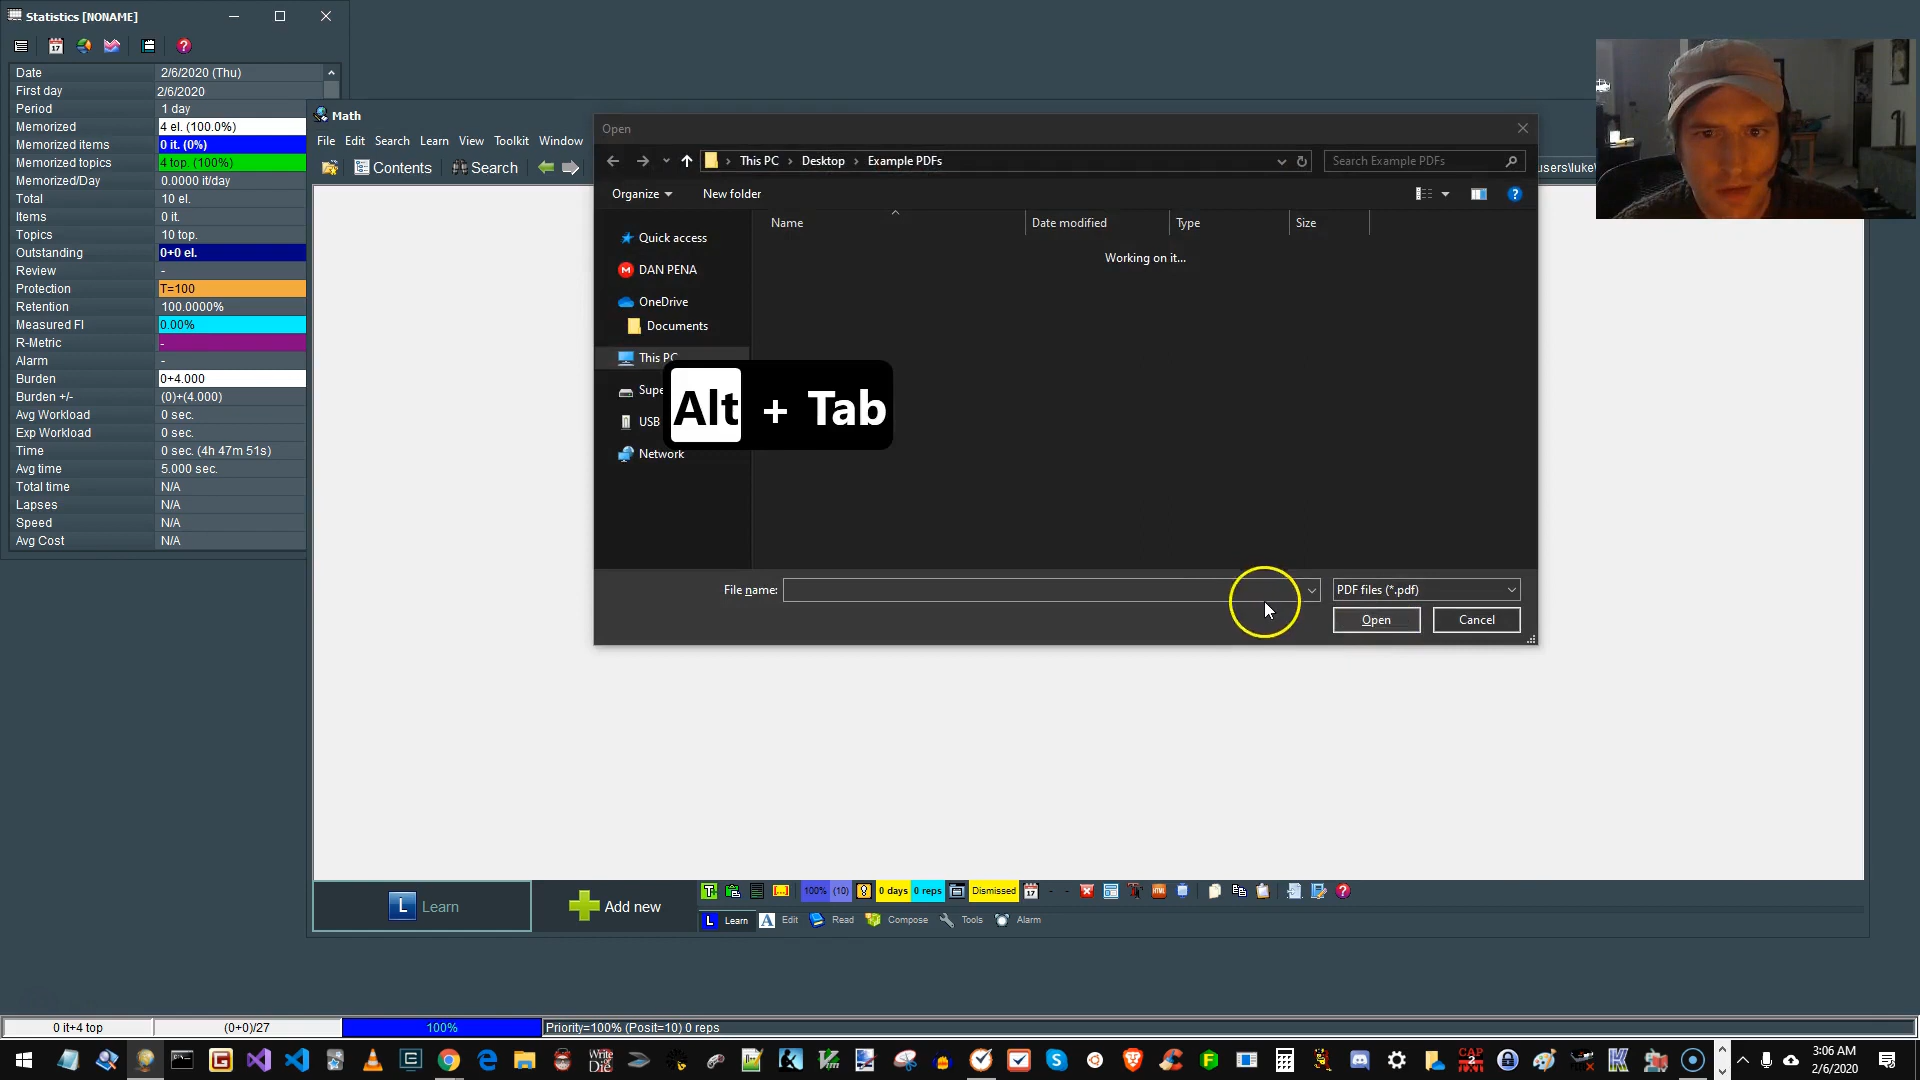 Statistics [NONAME]
Date 2/6/2020 (Thu)
First day 2/6/2020
Period 1 day
Memorized 4 el. (100.0%)
Memorized items 0 it. (0%)
Memorized topics 4 top. (100%)
Memorized/Day 0.0000 it/day
Total 10 el.
Items 0 it.
Topics 10 top.
Outstanding 0+0 el.
Review -
Protection T=100
Retention 100.0000%
Measured FI 0.00%
R-Metric -
Alarm -
Burden 0+4.000
Burden +/- (0)+(4.000)
Avg Workload 0 sec.
Exp Workload 0 sec.
Time 0 sec. (4h 47m 51s)
Avg time 5.000 sec.
Total time N/A
Lapses N/A
Speed N/A
Avg Cost N/A
Math
File Edit Search Learn View Toolkit Window
Contents Search
users\luke\
Open
This PC > Desktop > Example PDFs
Search Example PDFs
Organize New folder
Name Date modified Type Size
Working on it...
Quick access
DAN PENA
OneDrive
Documents
This PC
Supe
USB
Network
Alt + Tab
File name:
PDF files (*.pdf)
Open Cancel
L Learn
Add new
100% (10) 0 days 0 reps Dismissed
L Learn Edit Read Compose Tools Alarm
0 it+4 top (0+0)/27 100% Priority=100% (Posit=10) 0 reps
Write Die
CAP
3:06 AM
2/6/2020